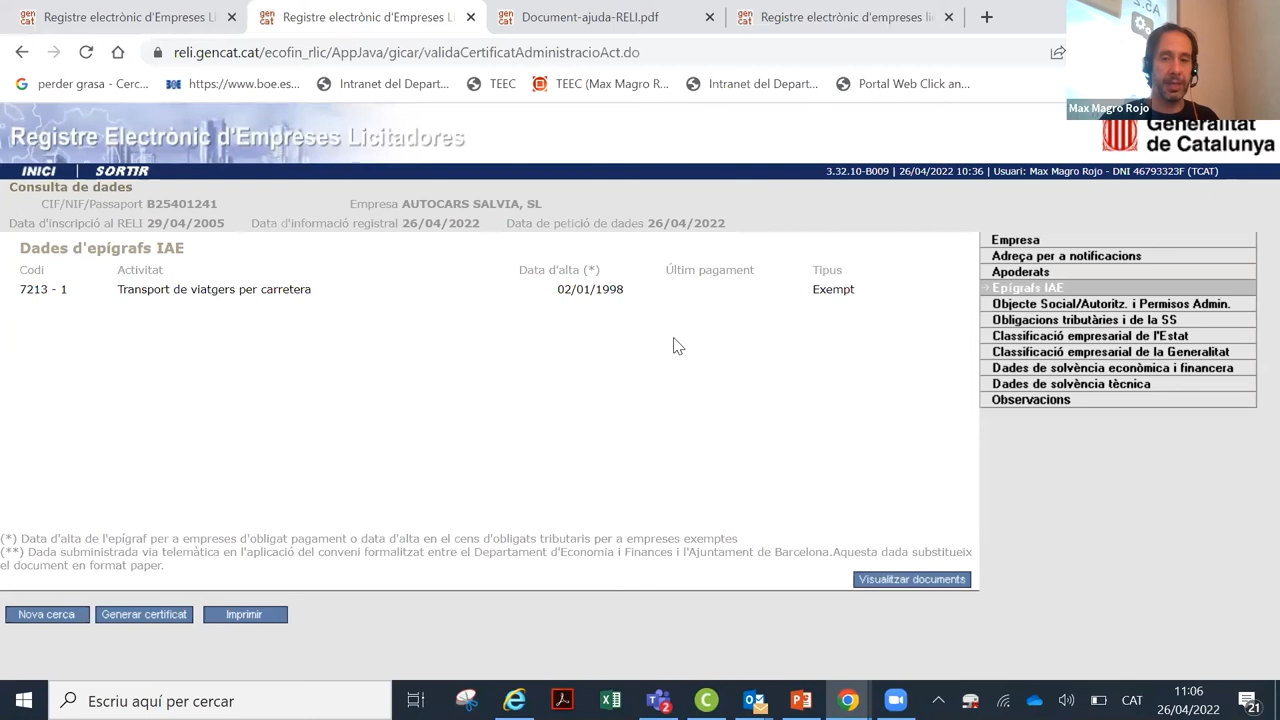 Registre electrònic d'Empreses Li
Registre electrònic d'Empreses Li
Document-ajuda-RELI.pdf
Registre electrònic d'empreses li
reli.gencat.cat/ecofin_rlic/AppJava/gicar/validaCertificatAdministracioAct.do
perder grasa - Cerc...
https://www.boe.es...
Intranet del Depart...
TEEC
TEEC (Max Magro R...
Intranet del Depart...
Portal Web Click an...
Max Magro Rojo
Registre Electrònic d'Empreses Licitadores
Generalitat
de Catalunya
INICI | SORTIR
3.32.10-B009 | 26/04/2022 10:36 | Usuari: Max Magro Rojo - DNI 46793323F (TCAT)
Consulta de dades
CIF/NIF/Passaport B25401241 Empresa AUTOCARS SALVIA, SL
Data d'inscripció al RELI 29/04/2005 Data d'informació registral 26/04/2022 Data de petició de dades 26/04/2022
Dades d'epígrafs IAE
Codi Activitat Data d'alta (*) Últim pagament Tipus
7213 - 1 Transport de viatgers per carretera 02/01/1998 Exempt
Empresa
Adreça per a notificacions
Apoderats
Epígrafs IAE
Objecte Social/Autoritz. i Permisos Admin.
Obligacions tributàries i de la SS
Classificació empresarial de l'Estat
Classificació empresarial de la Generalitat
Dades de solvència econòmica i financera
Dades de solvència tècnica
Observacions
(*) Data d'alta de l'epígraf per a empreses d'obligat pagament o data d'alta en el cens d'obligats tributaris per a empreses exemptes
(**) Dada subministrada via telemàtica en l'aplicació del conveni formalitzat entre el Departament d'Economia i Finances i l'Ajuntament de Barcelona.Aquesta dada substitueix
el document en format paper.
Visualitzar documents
Nova cerca Generar certificat Imprimir
Escriu aquí per cercar
CAT
11:06
26/04/2022
21